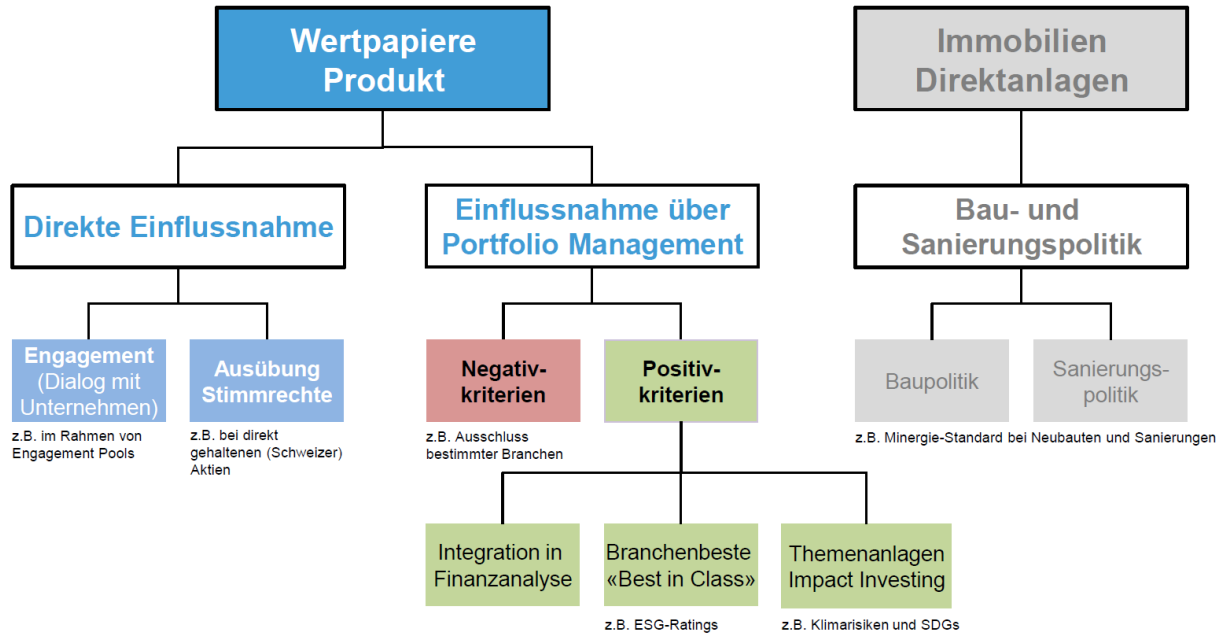 Wertpapiere
Produkt
Immobilien
Direktanlagen
Direkte Einflussnahme
Einflussnahme über
Portfolio Management
Bau- und
Sanierungspolitik
Engagement
(Dialog mit
Unternehmen)
z.B. im Rahmen von
Engagement Pools
Ausübung
Stimmrechte
z.B. bei direkt
gehaltenen (Schweizer)
Aktien
Negativ-
kriterien
z.B. Ausschluss
bestimmter Branchen
Positiv-
kriterien
Baupolitik
Sanierungs-
politik
z.B. Minergie-Standard bei Neubauten und Sanierungen
Integration in
Finanzanalyse
Branchenbeste
«Best in Class»
z.B. ESG-Ratings
Themenanlagen
Impact Investing
z.B. Klimarisiken und SDGs